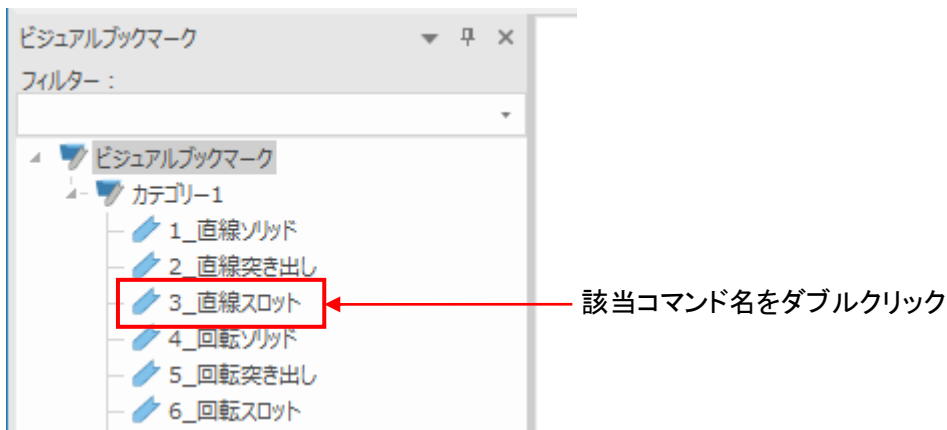 ビジュアルブックマーク
フィルター :
ビジュアルブックマーク
カテゴリー1
1_直線ソリッド
2_直線突き出し
3_直線スロット
該当コマンド名をダブルクリック
4_回転ソリッド
5_回転突き出し
6_回転スロット